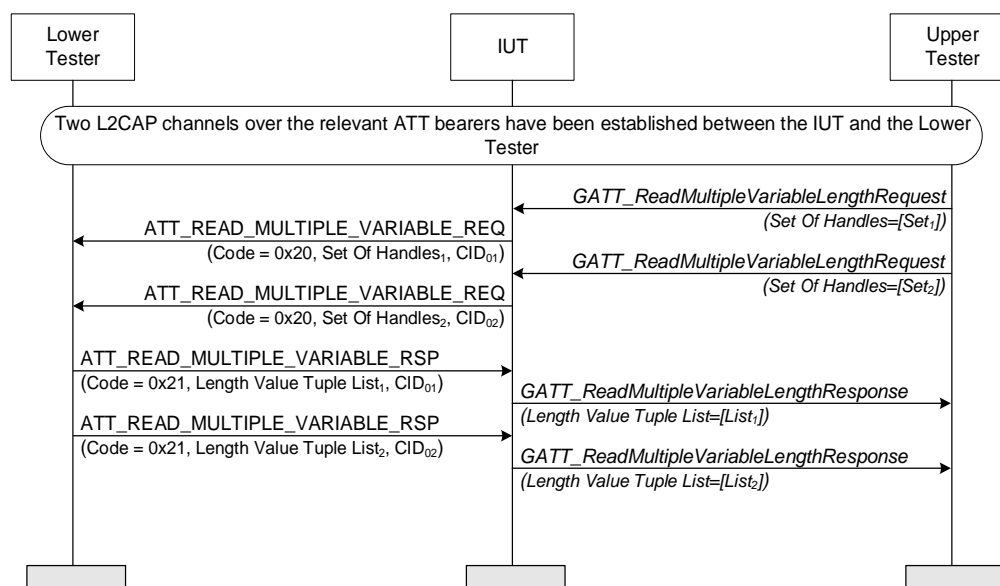 Lower
Tester
IUT
Upper
Tester
Two L2CAP channels over the relevant ATT bearers have been established between the IUT and the Lower
Tester
GATT_ReadMultipleVariableLengthRequest
(Set Of Handles=[Set₁])
ATT_READ_MULTIPLE_VARIABLE_REQ
(Code = 0x20, Set Of Handles₁, CID₀₁)
GATT_ReadMultipleVariableLengthRequest
(Set Of Handles=[Set₂])
ATT_READ_MULTIPLE_VARIABLE_REQ
(Code = 0x20, Set Of Handles₂, CID₀₂)
ATT_READ_MULTIPLE_VARIABLE_RSP
(Code = 0x21, Length Value Tuple List₁, CID₀₁)
GATT_ReadMultipleVariableLengthResponse
(Length Value Tuple List=[List₁])
ATT_READ_MULTIPLE_VARIABLE_RSP
(Code = 0x21, Length Value Tuple List₂, CID₀₂)
GATT_ReadMultipleVariableLengthResponse
(Length Value Tuple List=[List₂])